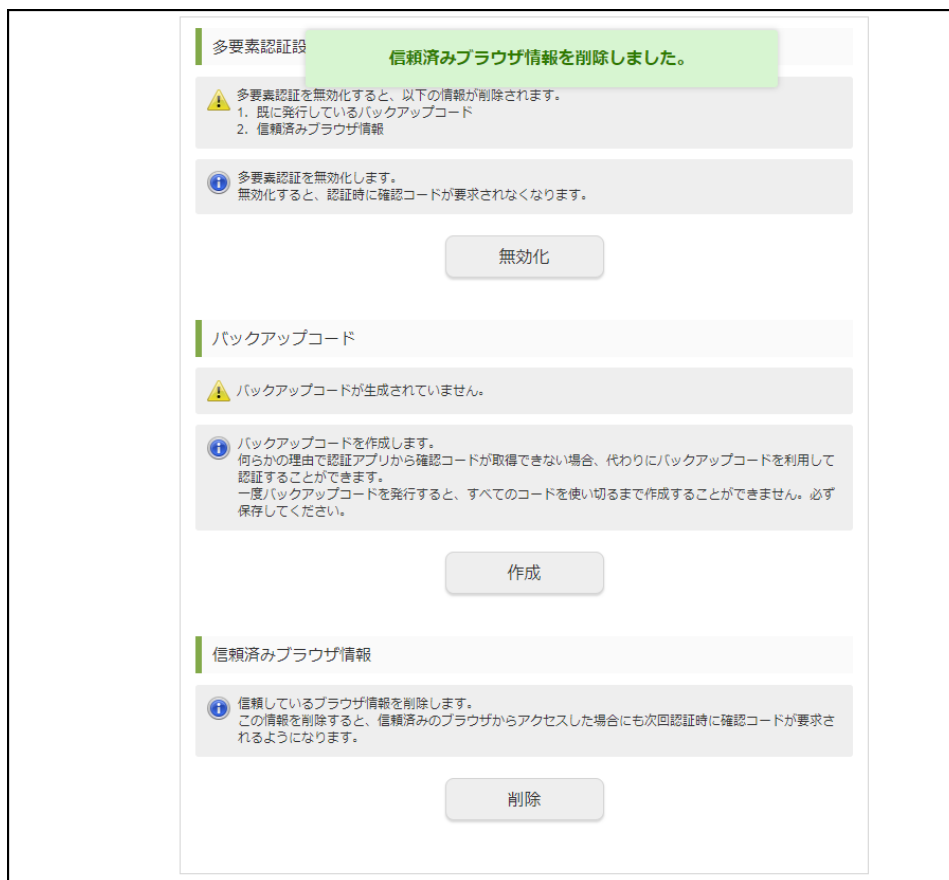 多要素認証設
信頼済みブラウザ情報を削除しました。
多要素認証を無効化すると、以下の情報が削除されます。
1. 既に発行しているバックアップコード
2. 信頼済みブラウザ情報
多要素認証を無効化します。
無効化すると、認証時に確認コードが要求されなくなります。
無効化
バックアップコード
バックアップコードが生成されていません。
バックアップコードを作成します。
何らかの理由で認証アプリから確認コードが取得できない場合、代わりにバックアップコードを利用して
認証することができます。
一度バックアップコードを発行すると、すべてのコードを使い切るまで作成することができません。必ず
保存してください。
作成
信頼済みブラウザ情報
信頼しているブラウザ情報を削除します。
この情報を削除すると、信頼済みのブラウザからアクセスした場合にも次回認証時に確認コードが要求さ
れるようになります。
削除